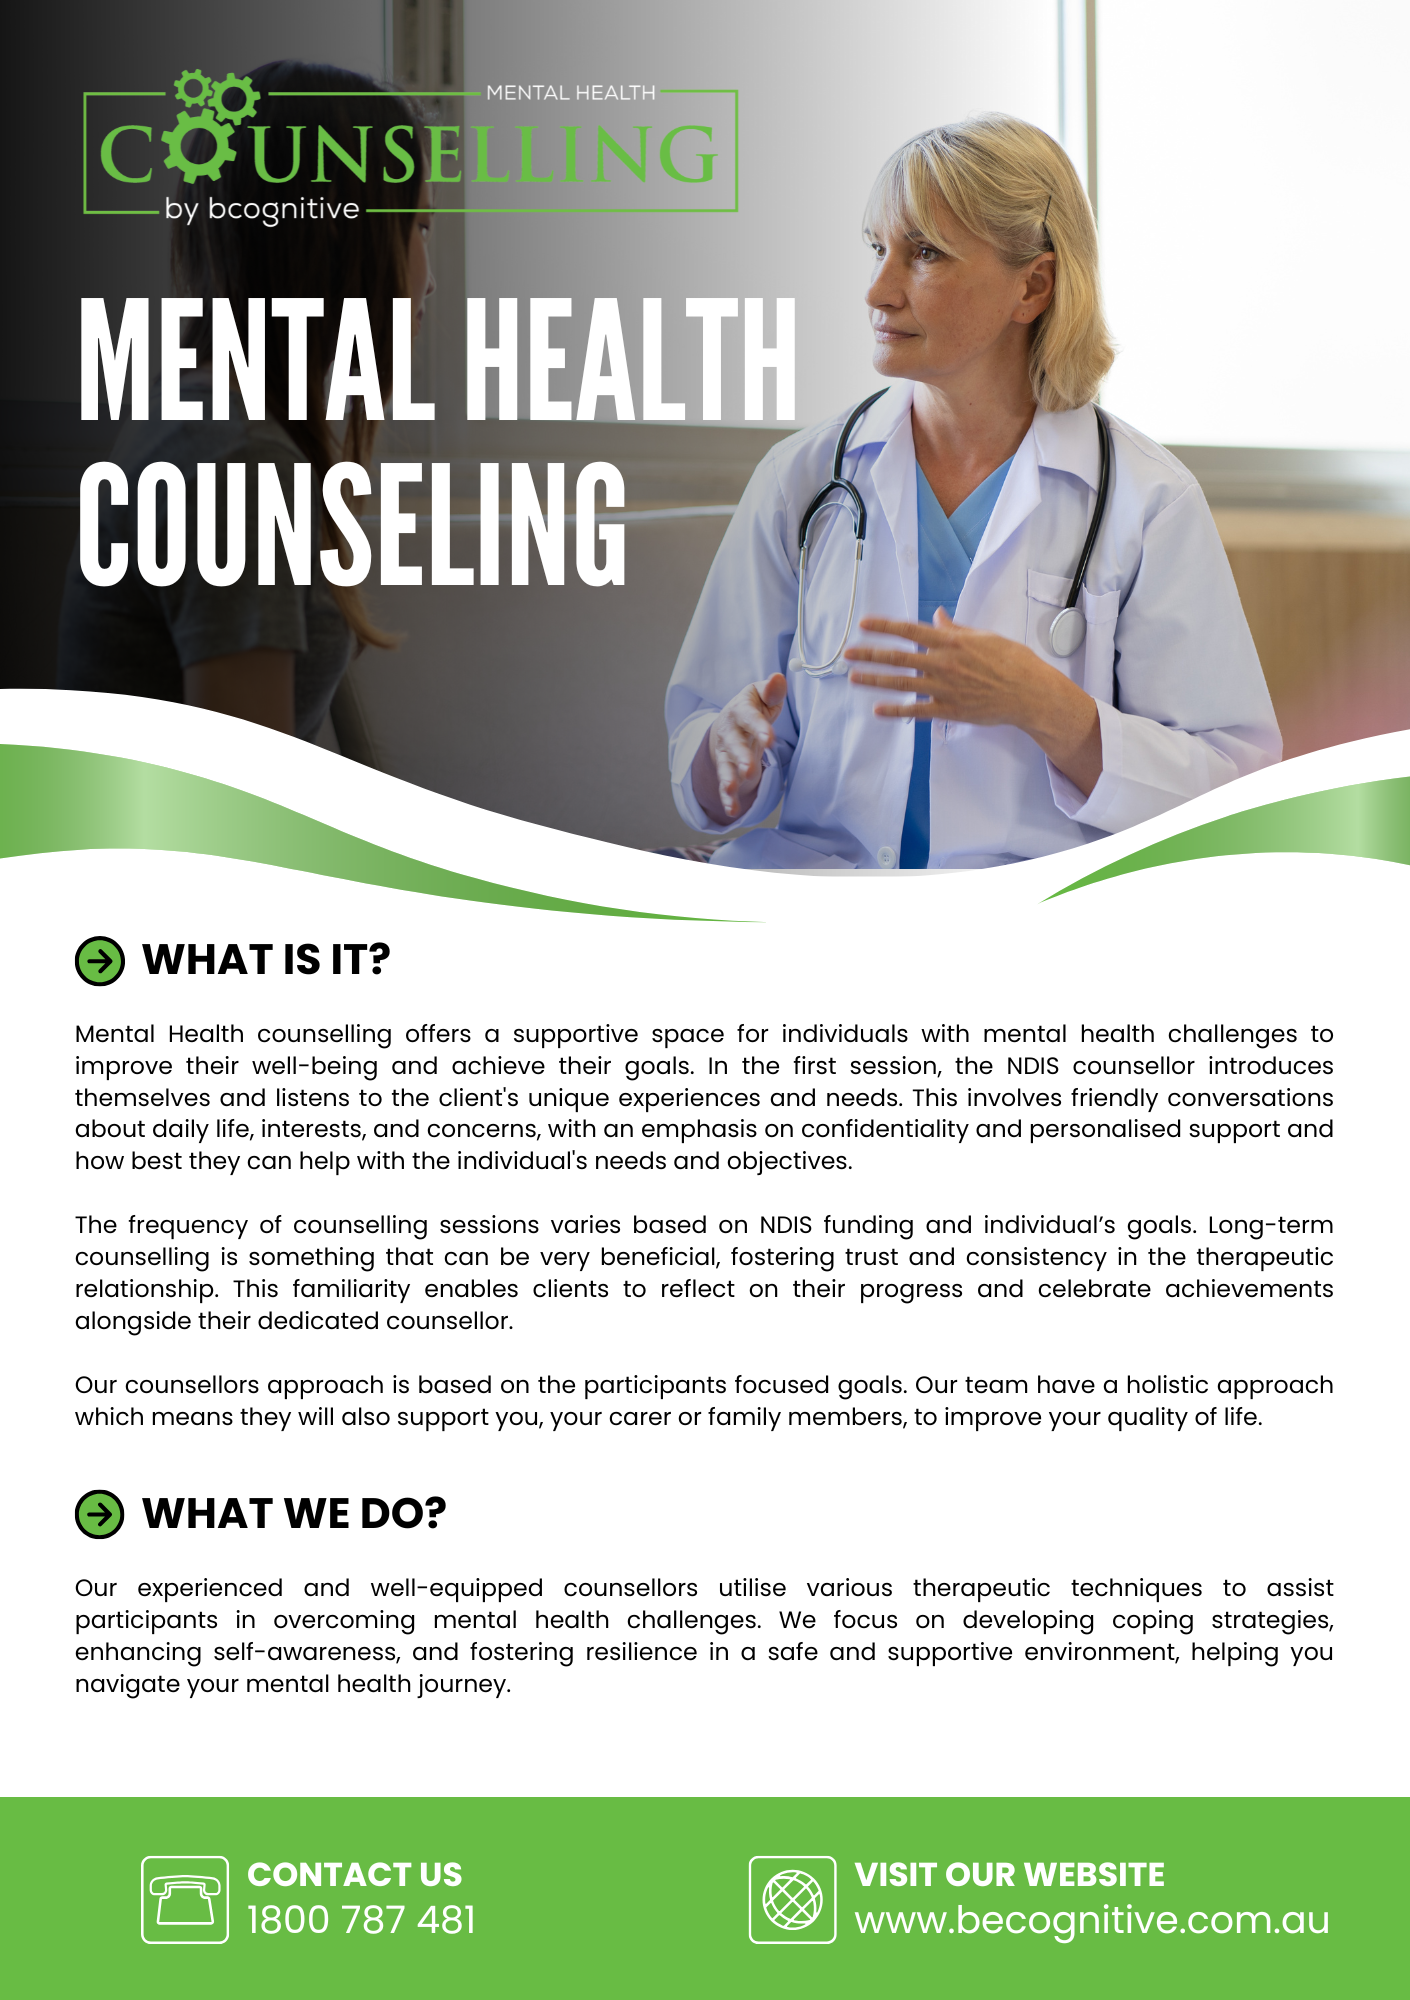 MENTAL HEALTH
COUNSELLING
by bcognitive
MENTAL HEALTH
COUNSELING
WHAT IS IT?
Mental Health counselling offers a supportive space for individuals with mental health challenges to
improve their well-being and achieve their goals. In the first session, the NDIS counsellor introduces
themselves and listens to the client's unique experiences and needs. This involves friendly conversations
about daily life, interests, and concerns, with an emphasis on confidentiality and personalised support and
how best they can help with the individual's needs and objectives.
The frequency of counselling sessions varies based on NDIS funding and individual’s goals. Long-term
counselling is something that can be very beneficial, fostering trust and consistency in the therapeutic
relationship. This familiarity enables clients to reflect on their progress and celebrate achievements
alongside their dedicated counsellor.
Our counsellors approach is based on the participants focused goals. Our team have a holistic approach
which means they will also support you, your carer or family members, to improve your quality of life.
WHAT WE DO?
Our experienced and well-equipped counsellors utilise various therapeutic techniques to assist
participants in overcoming mental health challenges. We focus on developing coping strategies,
enhancing self-awareness, and fostering resilience in a safe and supportive environment, helping you
navigate your mental health journey.
CONTACT US
1800 787 481
VISIT OUR WEBSITE
www.becognitive.com.au